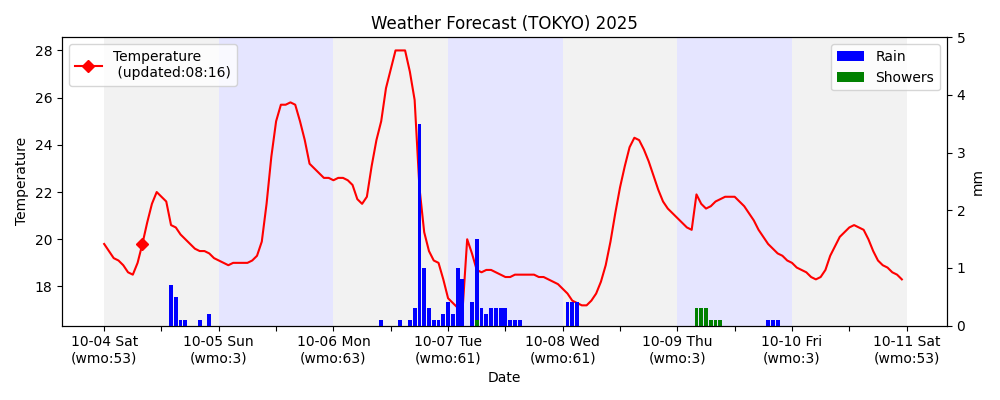 Weather Forecast (TOKYO) 2025
Temperature
(updated:08:16)
Rain
Showers
28
26
24
22
20
18
Temperature
5
4
3
2
1
0
mm
10-04 Sat
(wmo:53)
10-05 Sun
(wmo:3)
10-06 Mon
(wmo:63)
10-07 Tue
(wmo:61)
10-08 Wed
(wmo:61)
10-09 Thu
(wmo:3)
10-10 Fri
(wmo:3)
10-11 Sat
(wmo:53)
Date